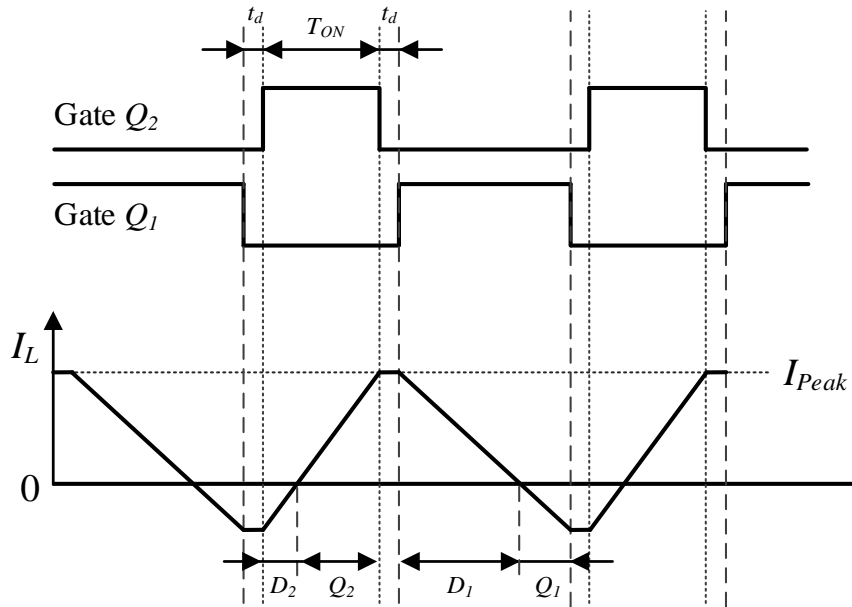 t_d T_ON t_d
Gate Q_2
Gate Q_1
I_L
I_Peak
0
D_2 Q_2 D_1 Q_1